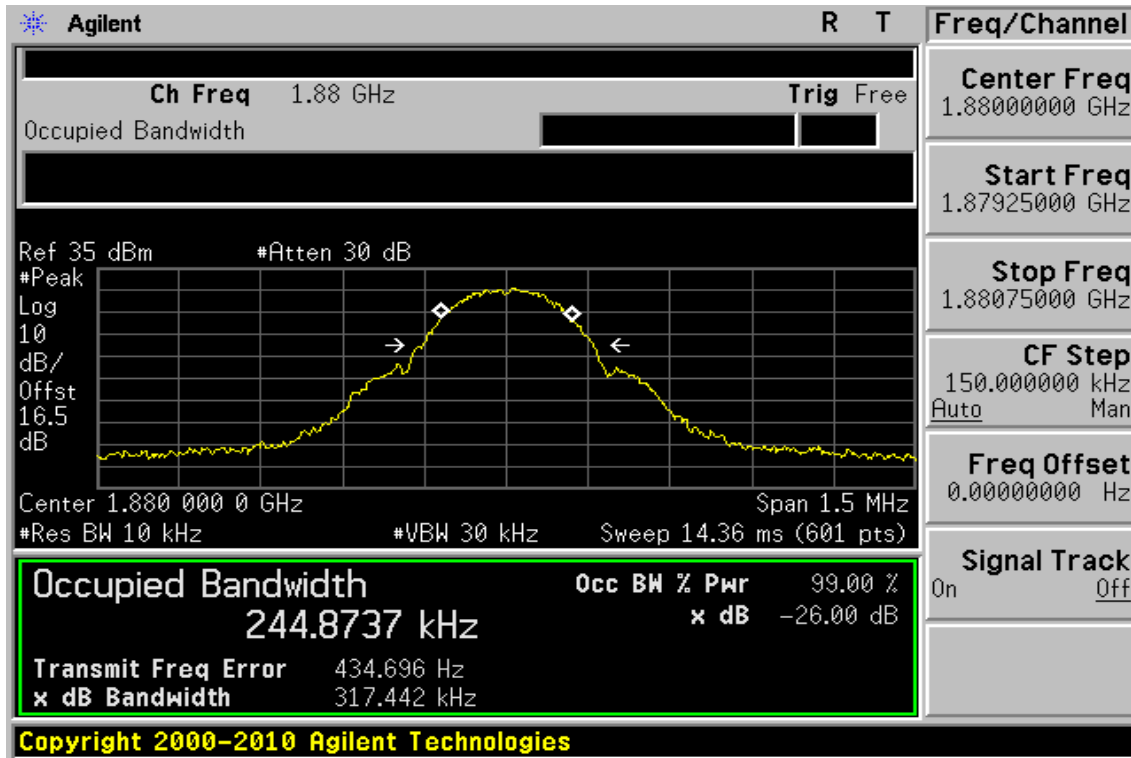 Agilent R T
Freq/Channel
Ch Freq 1.88 GHz Trig Free
Occupied Bandwidth
Center Freq
1.88000000 GHz
Start Freq
1.87925000 GHz
Stop Freq
1.88075000 GHz
CF Step
150.000000 kHz
Auto Man
Freq Offset
0.00000000 Hz
Signal Track
On Off
Ref 35 dBm #Atten 30 dB
#Peak
Log
10
dB/
Offst
16.5
dB
Center 1.880 000 0 GHz Span 1.5 MHz
#Res BW 10 kHz #VBW 30 kHz Sweep 14.36 ms (601 pts)
Occupied Bandwidth
244.8737 kHz
Occ BW % Pwr 99.00 %
x dB -26.00 dB
Transmit Freq Error 434.696 Hz
x dB Bandwidth 317.442 kHz
Copyright 2000-2010 Agilent Technologies